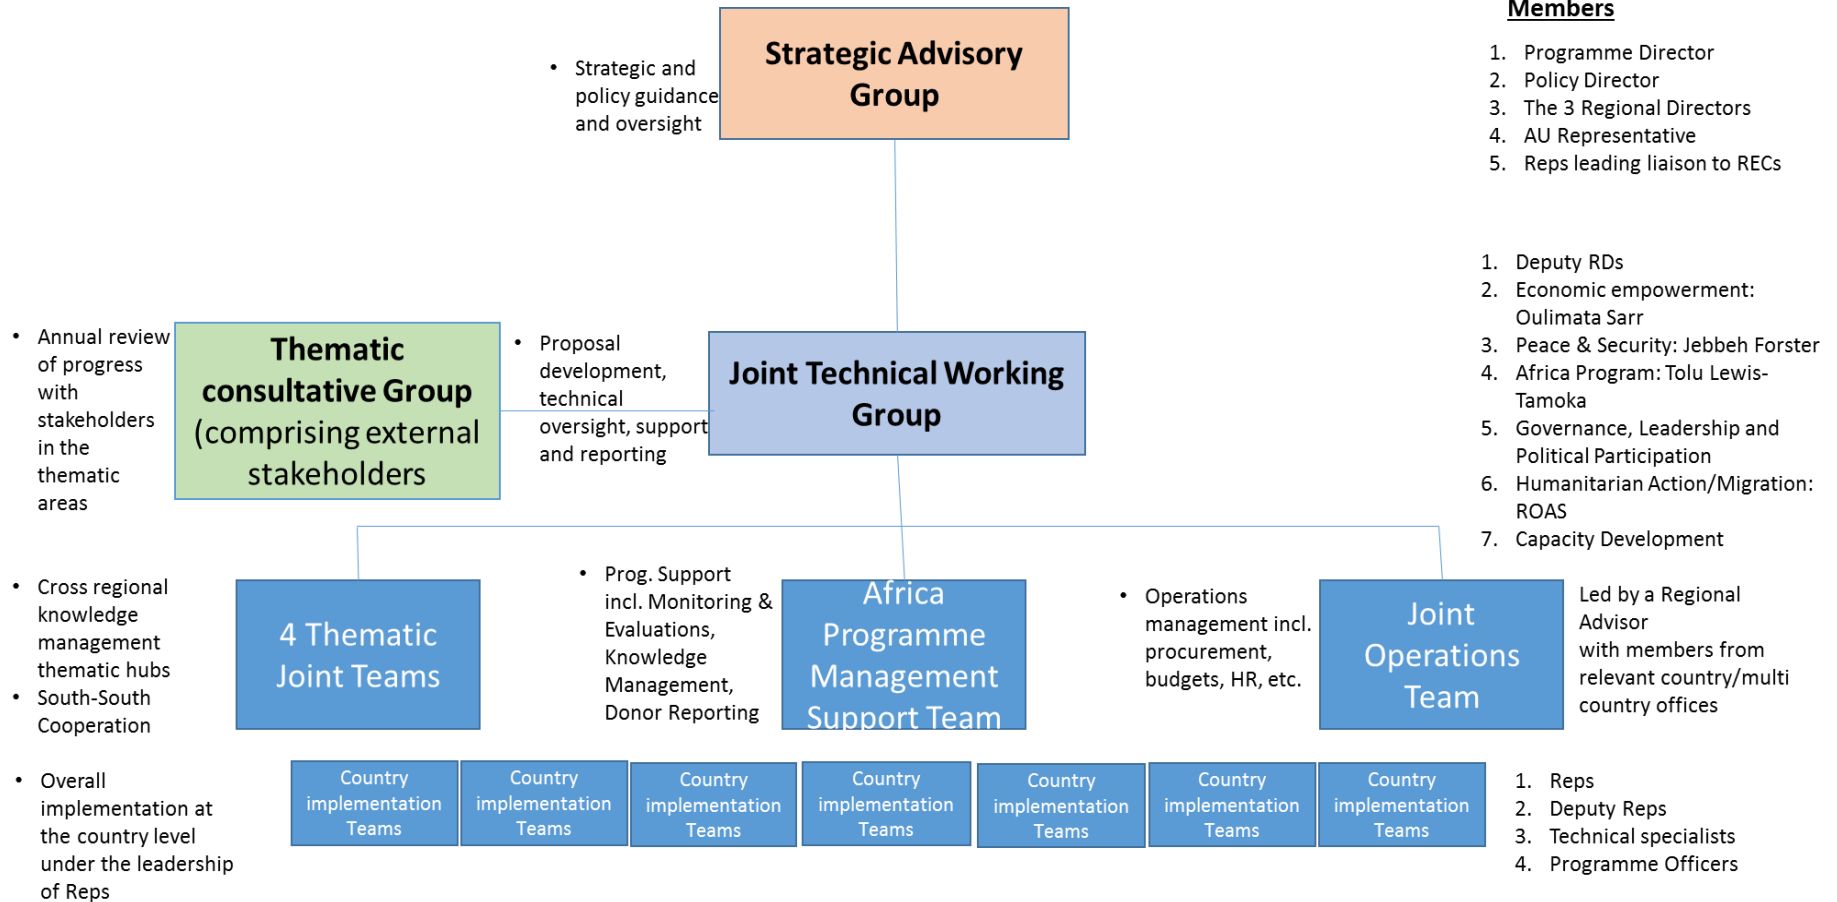 Members
Strategic Advisory
Group
• Strategic and
policy guidance
and oversight
1. Programme Director
2. Policy Director
3. The 3 Regional Directors
4. AU Representative
5. Reps leading liaison to RECs
• Annual review
of progress
with
stakeholders
in the
thematic
areas
Thematic
consultative Group
(comprising external
stakeholders
• Proposal
development,
technical
oversight, support
and reporting
Joint Technical Working
Group
1. Deputy RDs
2. Economic empowerment:
Oulimata Sarr
3. Peace & Security: Jebbeh Forster
4. Africa Program: Tolu Lewis-
Tamoka
5. Governance, Leadership and
Political Participation
6. Humanitarian Action/Migration:
ROAS
7. Capacity Development
• Cross regional
knowledge
management
thematic hubs
• South-South
Cooperation
4 Thematic
Joint Teams
• Prog. Support
incl. Monitoring &
Evaluations,
Knowledge
Management,
Donor Reporting
Africa
Programme
Management
Support Team
• Operations
management incl.
procurement,
budgets, HR, etc.
Joint
Operations
Team
Led by a Regional
Advisor
with members from
relevant country/multi
country offices
• Overall
implementation at
the country level
under the leadership
of Reps
Country
implementation
Teams
Country
implementation
Teams
Country
implementation
Teams
Country
implementation
Teams
Country
implementation
Teams
Country
implementation
Teams
Country
implementation
Teams
1. Reps
2. Deputy Reps
3. Technical specialists
4. Programme Officers